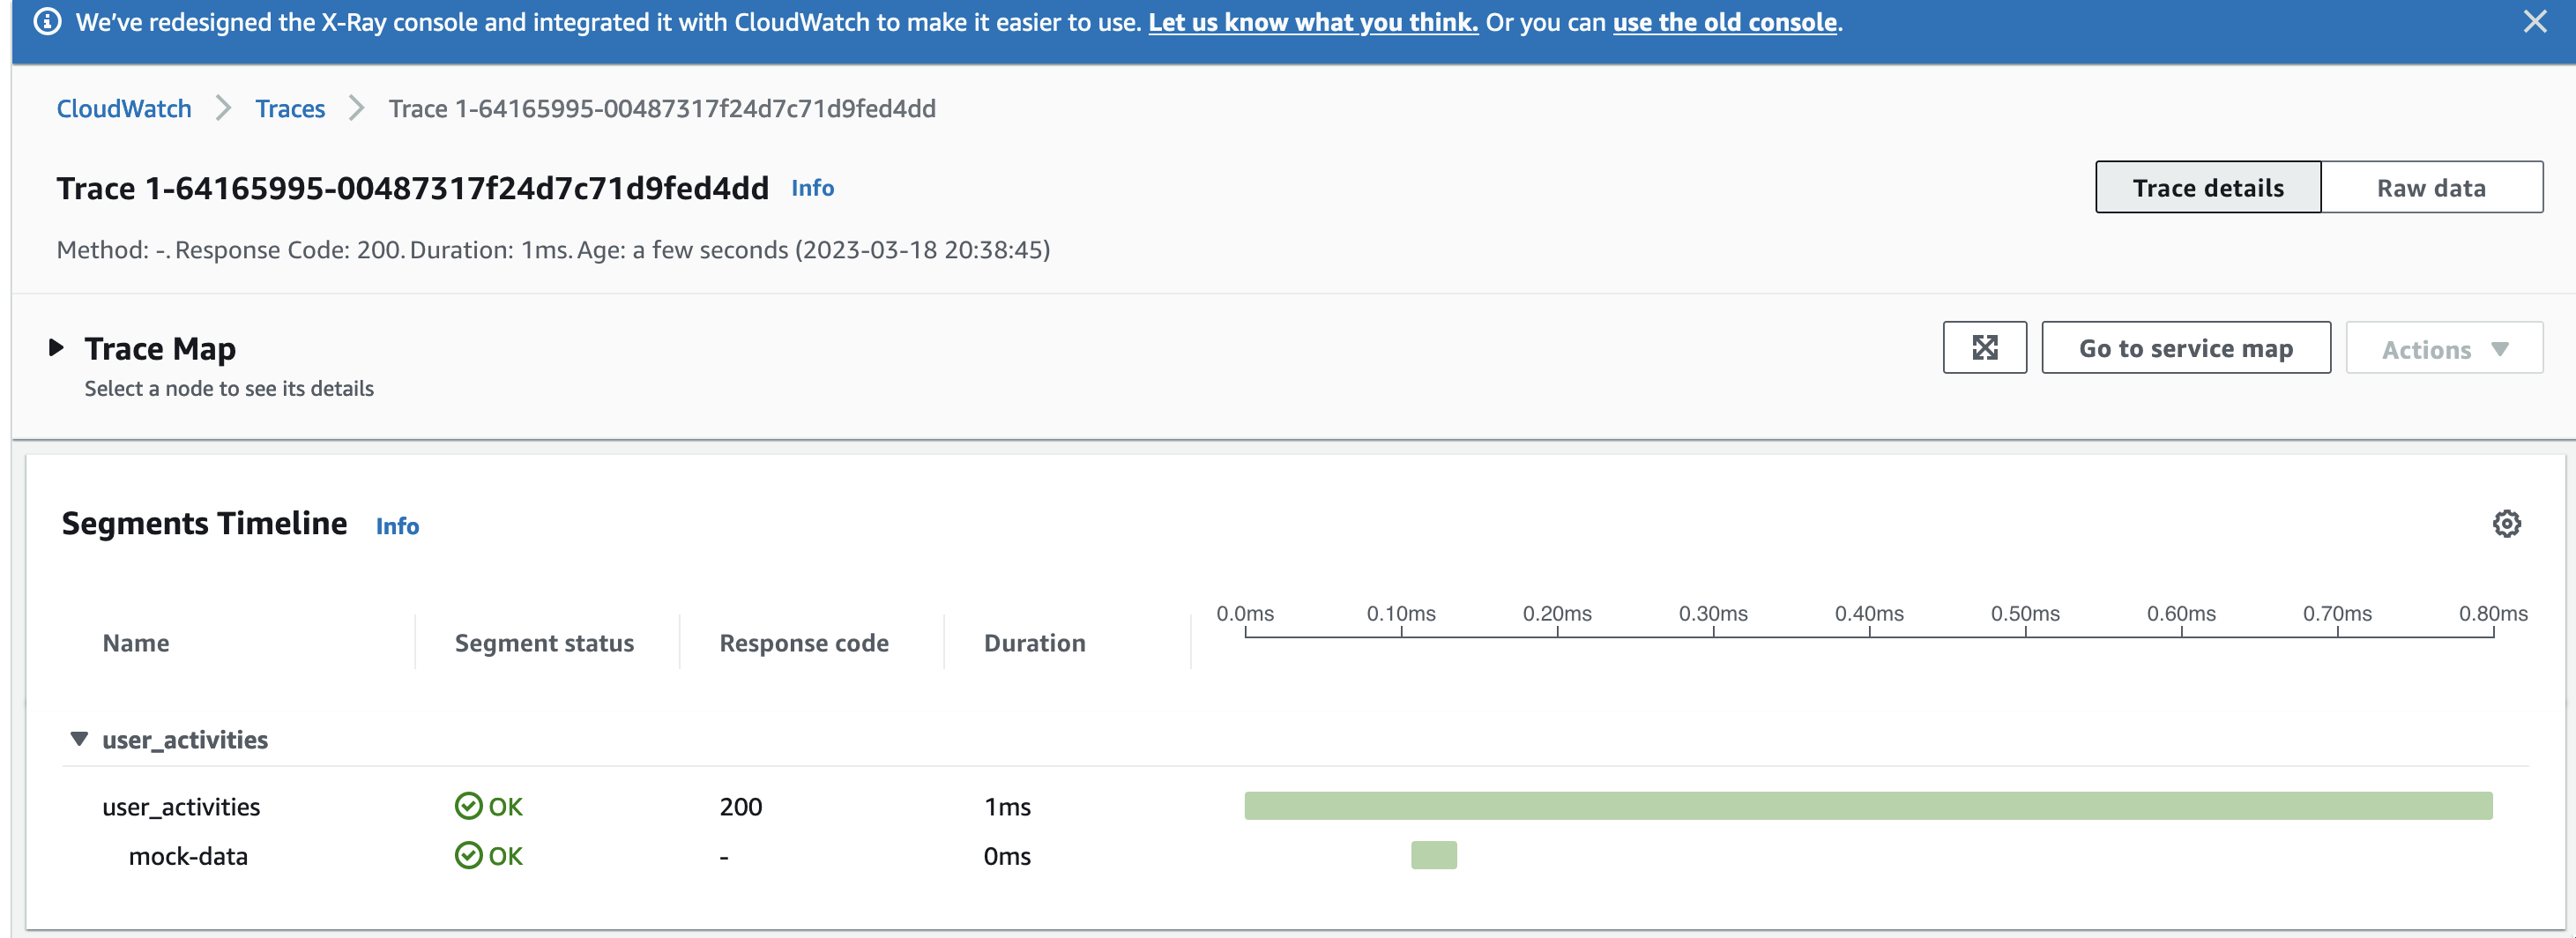 We've redesigned the X-Ray console and integrated it with CloudWatch to make it easier to use. Let us know what you think. Or you can use the old console.
CloudWatch > Traces > Trace 1-64165995-00487317f24d7c71d9fed4dd
Trace 1-64165995-00487317f24d7c71d9fed4dd Info Trace details Raw data
Method: -. Response Code: 200. Duration: 1ms. Age: a few seconds (2023-03-18 20:38:45)
Trace Map Go to service map Actions
Select a node to see its details
Segments Timeline Info
0.0ms 0.10ms 0.20ms 0.30ms 0.40ms 0.50ms 0.60ms 0.70ms 0.80ms
Name Segment status Response code Duration
user_activities
user_activities OK 200 1ms
mock-data OK - 0ms